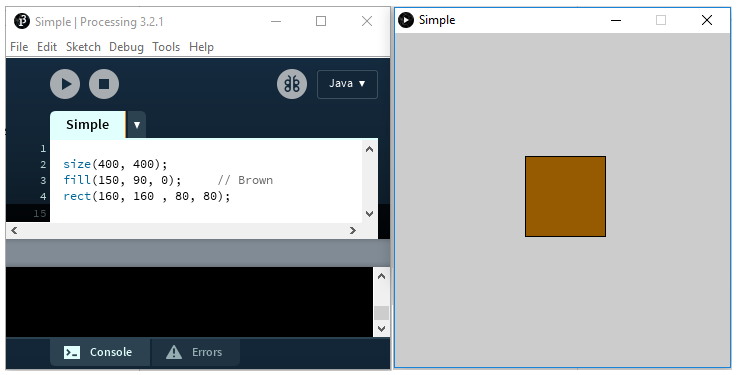 Simple | Processing 3.2.1
File Edit Sketch Debug Tools Help
Java ▼
Simple ▼
1
2 size(400, 400);
3 fill(150, 90, 0);     // Brown
4 rect(160, 160 , 80, 80);
15
Console Errors
Simple